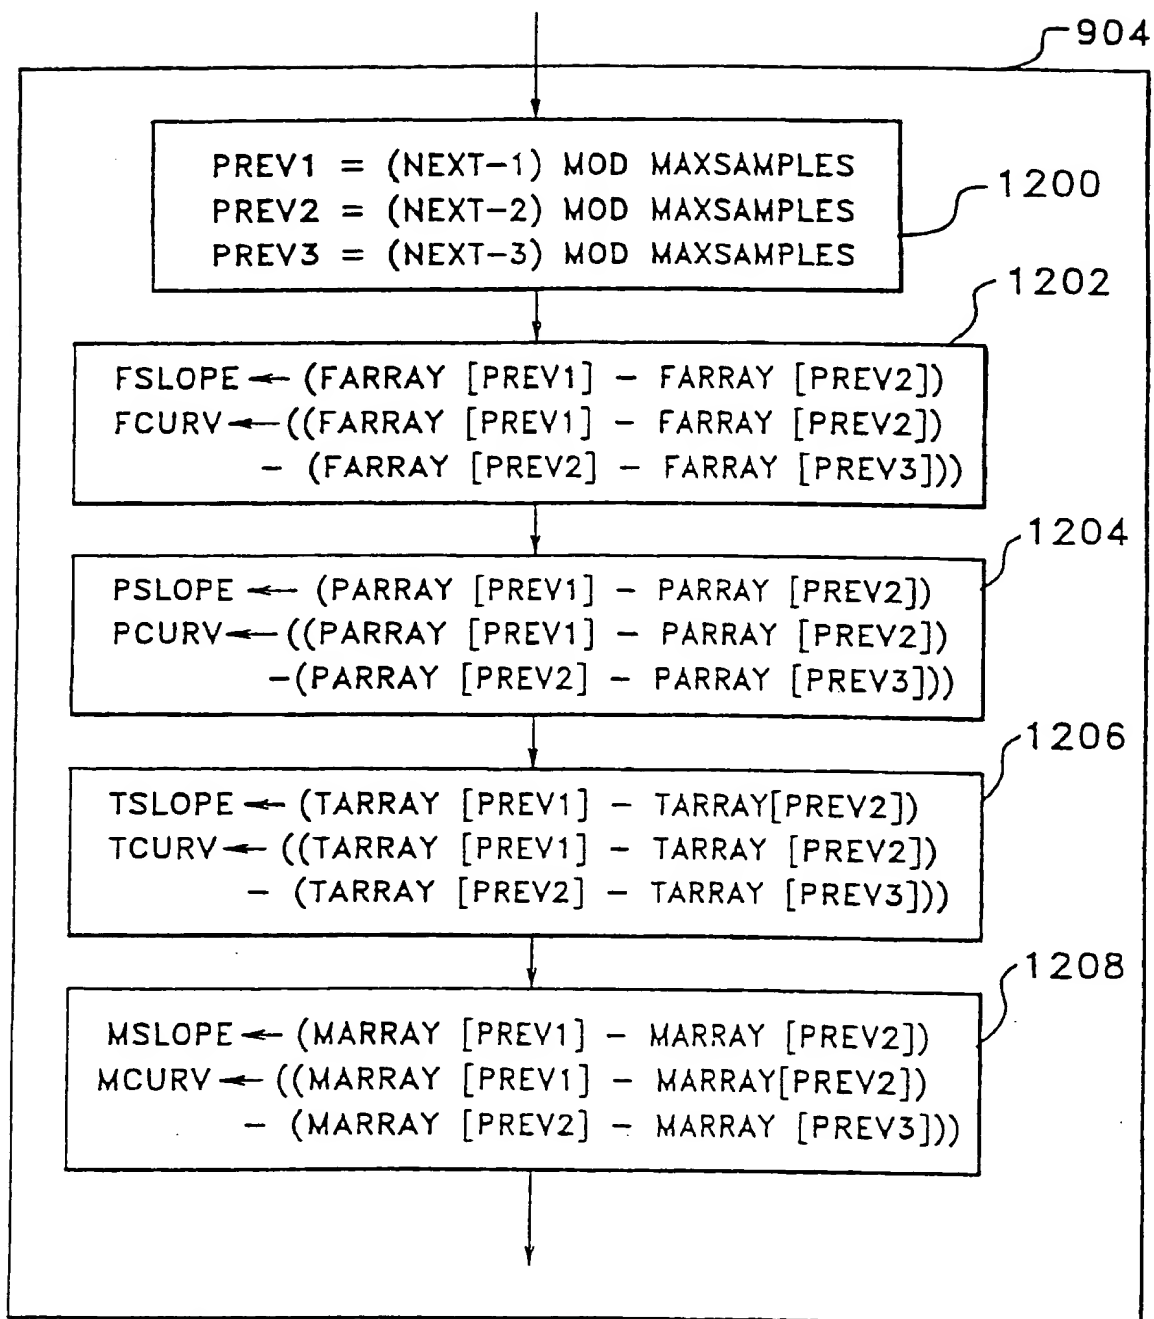 904
PREV1 = (NEXT-1) MOD MAXSAMPLES
PREV2 = (NEXT-2) MOD MAXSAMPLES
PREV3 = (NEXT-3) MOD MAXSAMPLES
1200
1202
FSLOPE ← (FARRAY [PREV1] - FARRAY [PREV2])
FCURV ← ((FARRAY [PREV1] - FARRAY [PREV2])
- (FARRAY [PREV2] - FARRAY [PREV3]))
1204
PSLOPE ← (PARRAY [PREV1] - PARRAY [PREV2])
PCURV ← ((PARRAY [PREV1] - PARRAY [PREV2])
-(PARRAY [PREV2] - PARRAY [PREV3]))
1206
TSLOPE ← (TARRAY [PREV1] - TARRAY[PREV2])
TCURV ← ((TARRAY [PREV1] - TARRAY [PREV2])
- (TARRAY [PREV2] - TARRAY [PREV3]))
1208
MSLOPE ← (MARRAY [PREV1] - MARRAY [PREV2])
MCURV ← ((MARRAY [PREV1] - MARRAY[PREV2])
- (MARRAY [PREV2] - MARRAY [PREV3]))